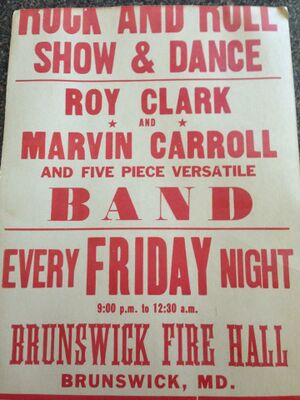 ROCK AND ROLL
SHOW & DANCE
ROY CLARK
★ AND ★
MARVIN CARROLL
AND FIVE PIECE VERSATILE
BAND
EVERY FRIDAY NIGHT
9:00 p.m. to 12:30 a.m.
BRUNSWICK FIRE HALL
BRUNSWICK, MD.